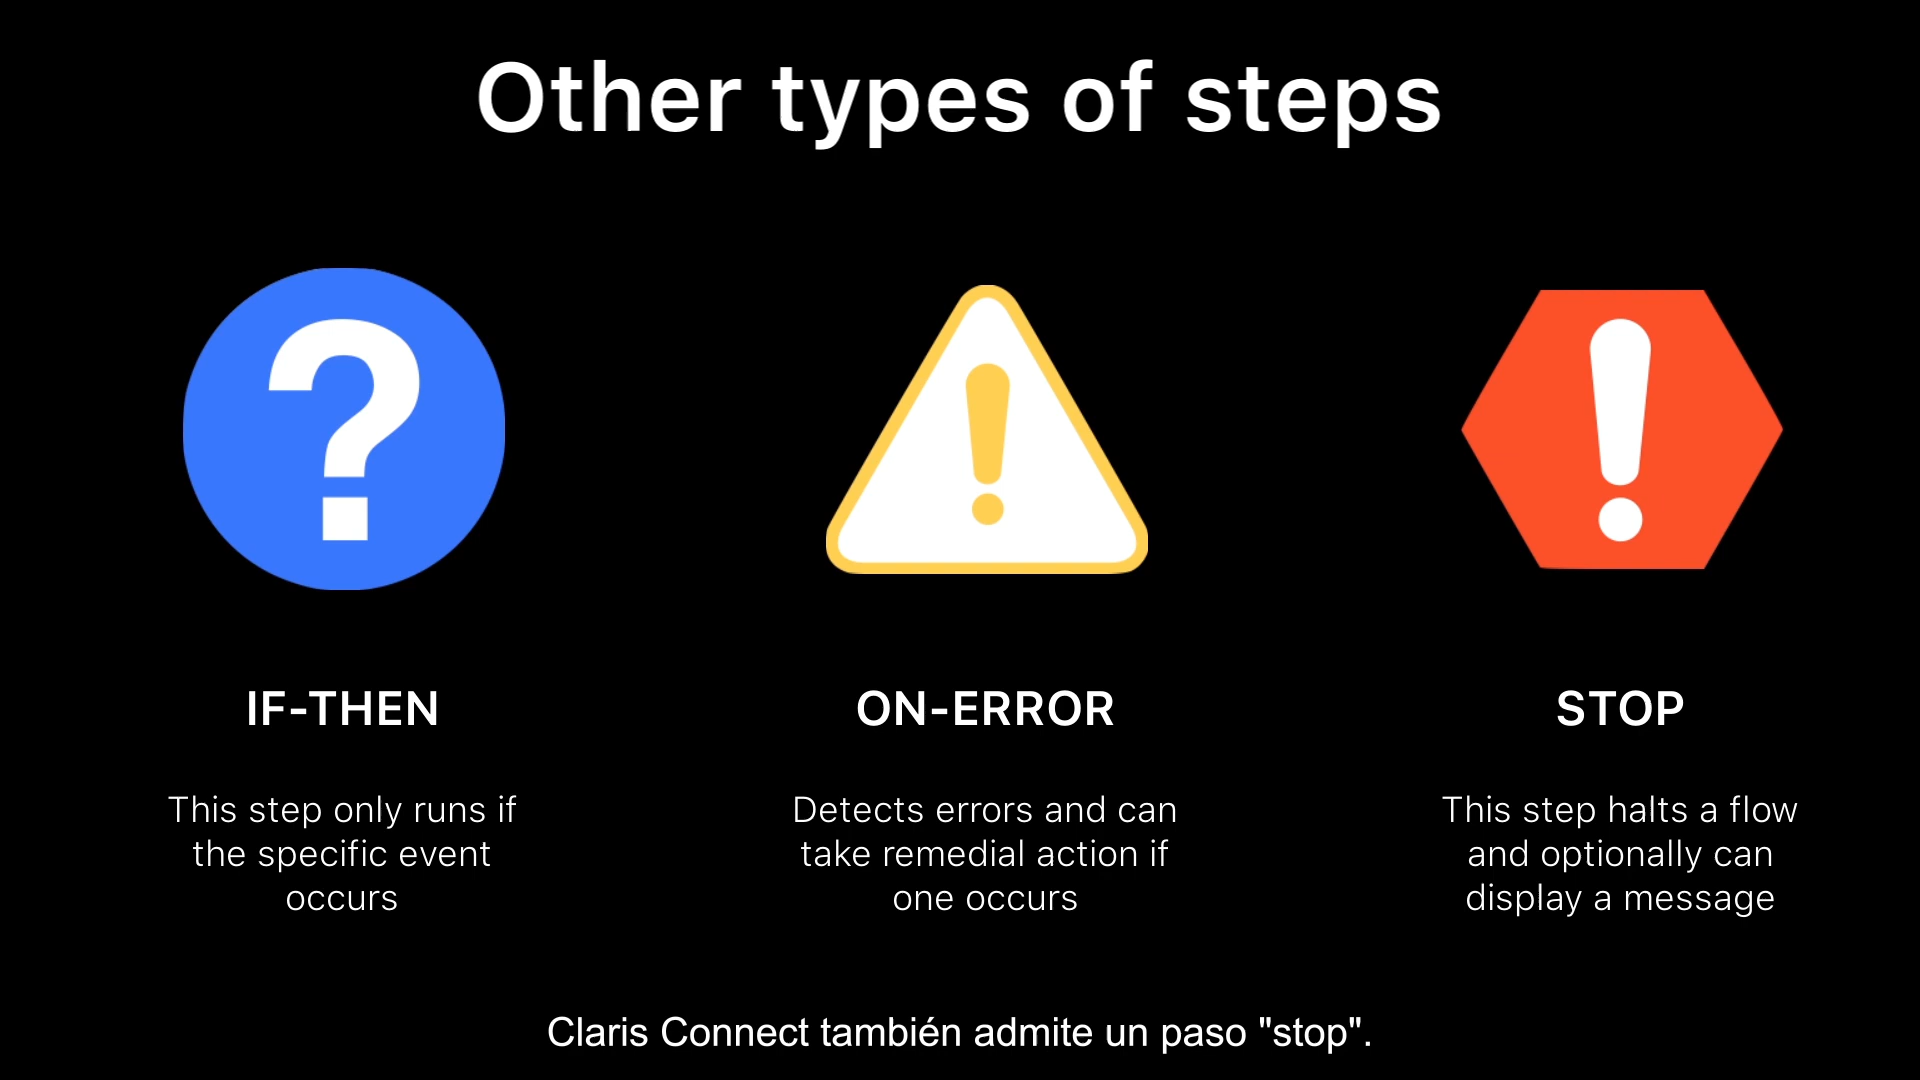 Other types of steps
?
!
!
IF-THEN
This step only runs if
the specific event
occurs
ON-ERROR
Detects errors and can
take remedial action if
one occurs
STOP
This step halts a flow
and optionally can
display a message
Claris Connect también admite un paso "stop".